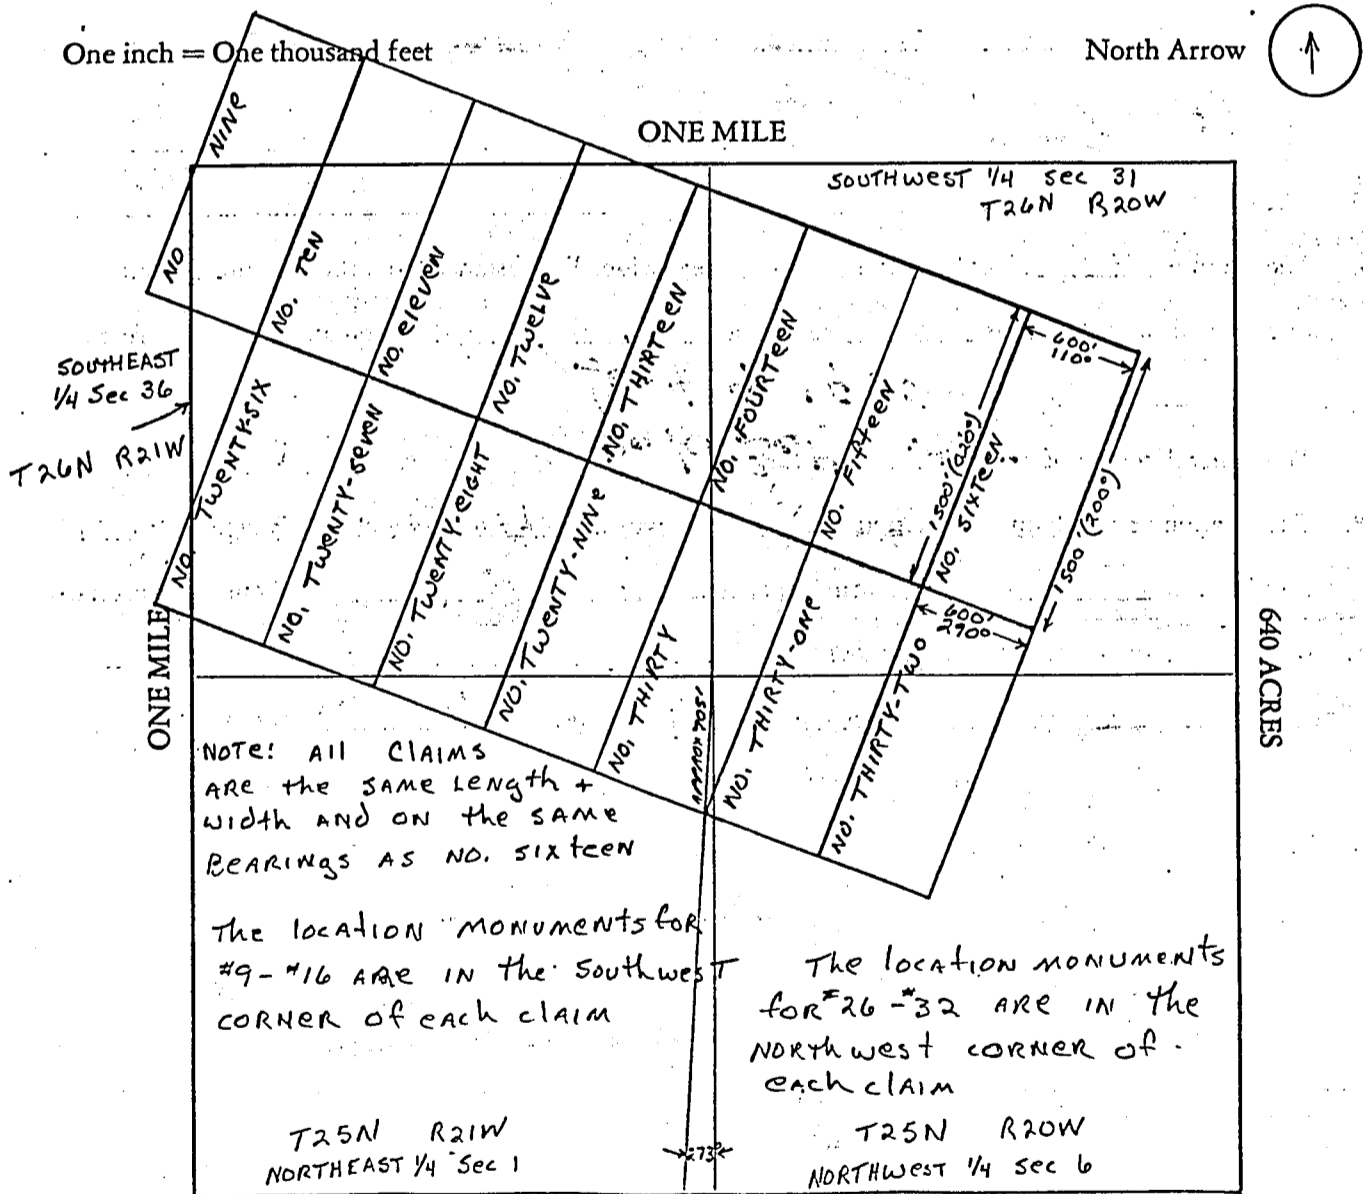 One inch = One thousand feet
North Arrow
ONE MILE
SOUTHWEST 1/4 Sec 31
T26N R20W
NO NINE
NO. TEN
NO. eleven
NO. TWELVE
NO. THIRTEEN
NO. FOURTEEN
NO. Fifteen
NO. SIXTEEN
600'
110°
1500' (020°)
1500' (200°)
600'
290°
SOUTHEAST
1/4 Sec 36
T26N R21W
NO. TWENTY-SIX
NO. TWENTY-SEVEN
NO. TWENTY-EIGHT
NO. TWENTY-NINE
NO. THIRTY
NO. THIRTY-ONE
NO. THIRTY-TWO
ONE MILE
640 ACRES
APPROX 705'
NOTE! All CLAIMS
ARE the SAME LENGTH +
width AND ON the SAME
BEARINGS AS NO. SIXteen
The location MONUMENTS for
#9-#16 ARE IN the Southwest
CORNER of each claim
The location MONUMENTS
for #26-#32 ARE IN the
NORTHwest CORNER of
each claim
T25N R21W
NORTHEAST 1/4 Sec 1
T25N R20W
NORTHWEST 1/4 Sec 6